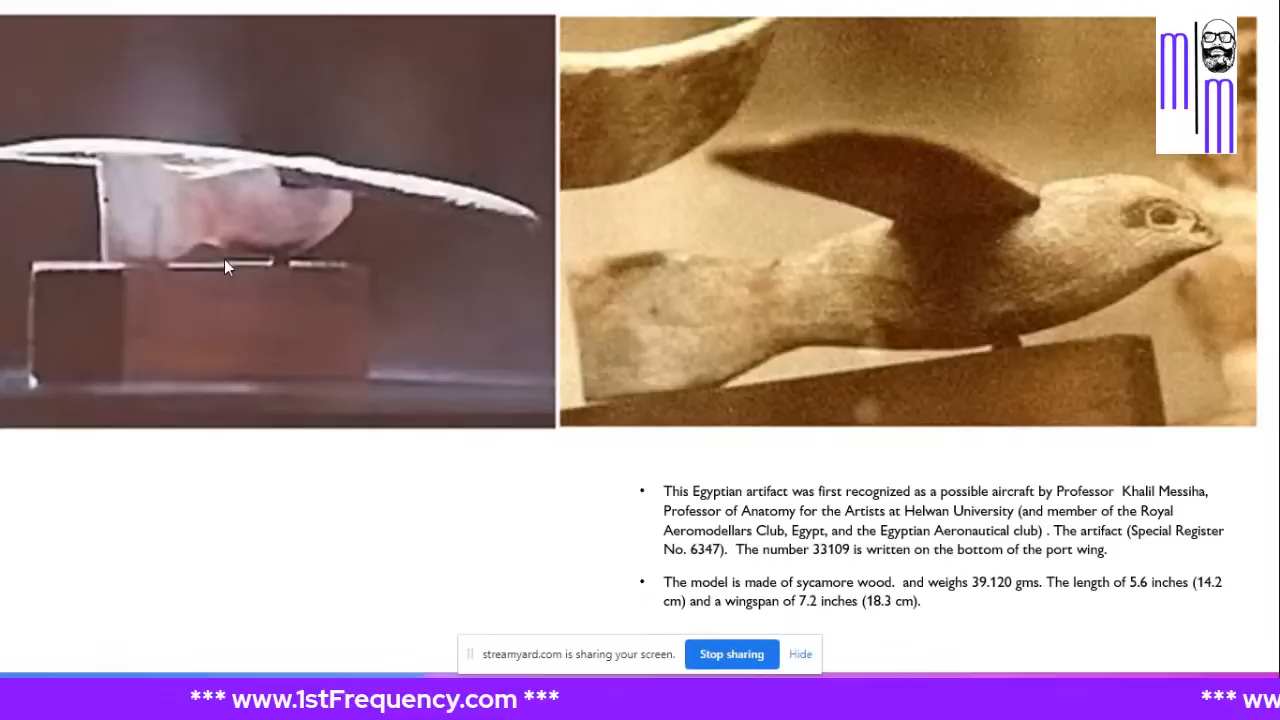 m
m
This Egyptian artifact was first recognized as a possible aircraft by Professor Khalil Messiha,
Professor of Anatomy for the Artists at Helwan University (and member of the Royal
Aeromodellars Club, Egypt, and the Egyptian Aeronautical club) . The artifact (Special Register
No. 6347). The number 33109 is written on the bottom of the port wing.
The model is made of sycamore wood. and weighs 39.120 gms. The length of 5.6 inches (14.2
cm) and a wingspan of 7.2 inches (18.3 cm).
streamyard.com is sharing your screen. Stop sharing Hide
*** www.1stFrequency.com *** *** ww